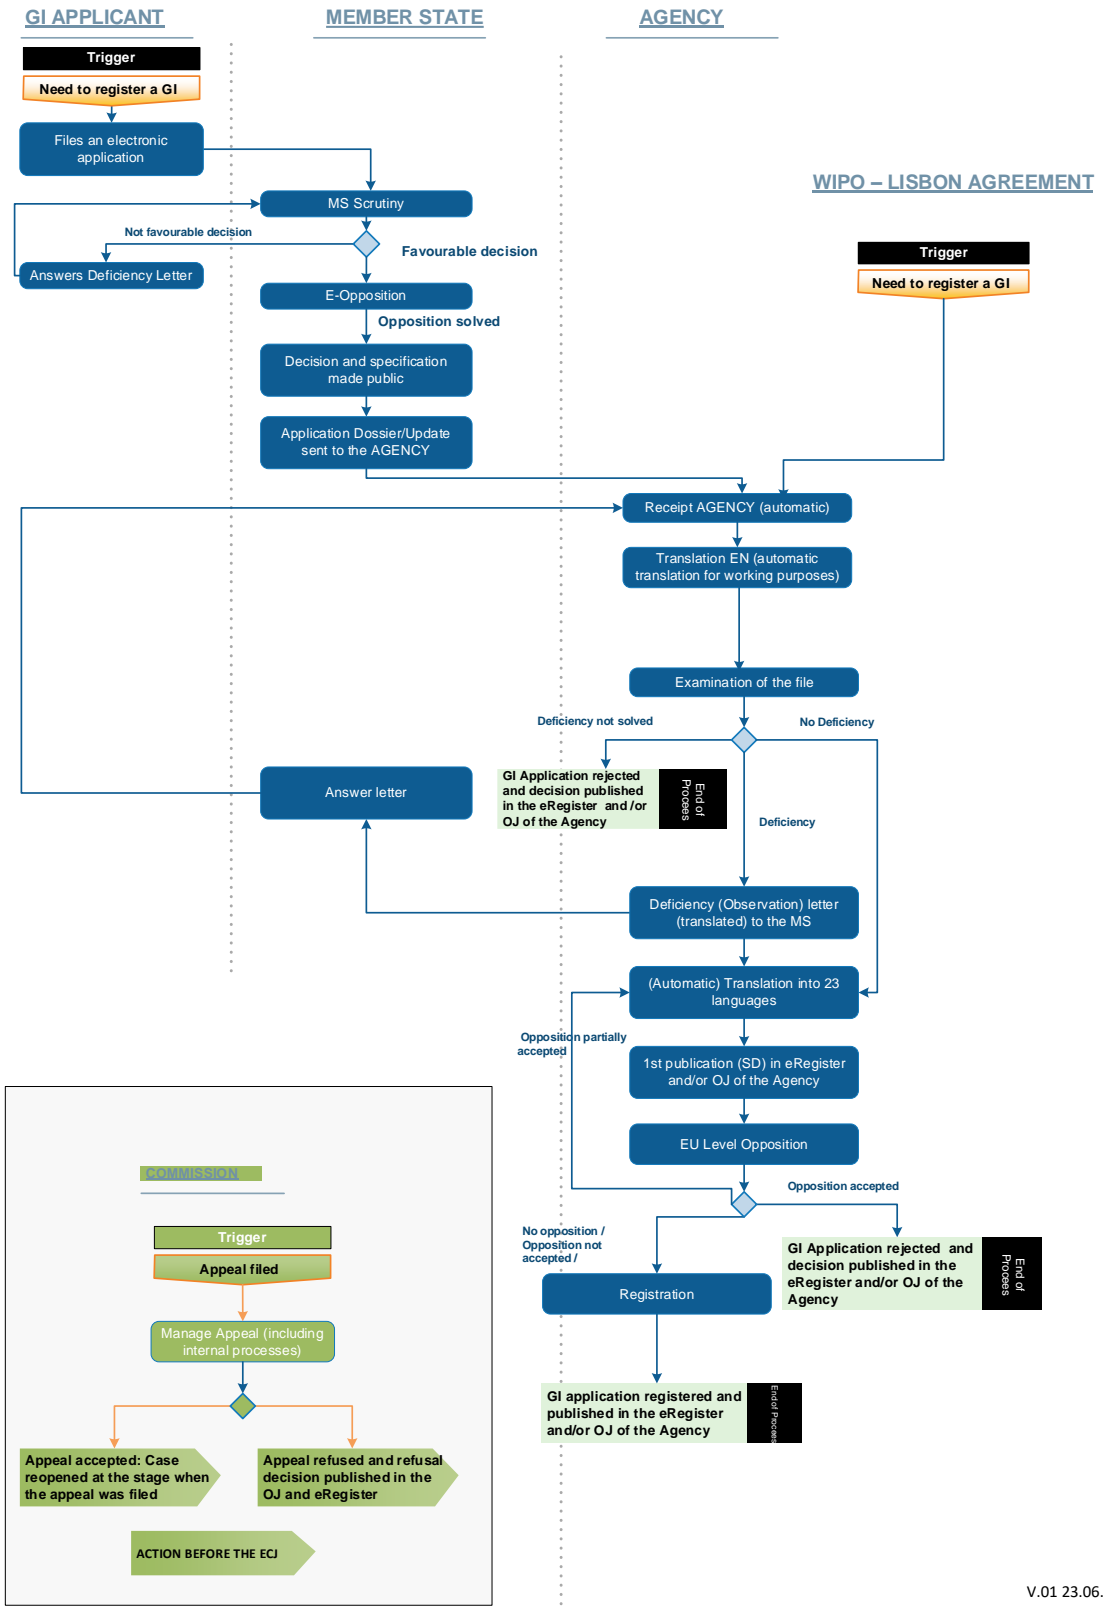 GI APPLICANT
MEMBER STATE
AGENCY
Trigger
Need to register a GI
Files an electronic
application
WIPO – LISBON AGREEMENT
MS Scrutiny
Not favourable decision
Favourable decision
Trigger
Answers Deficiency Letter
Need to register a GI
E-Opposition
Opposition solved
Decision and specification
made public
Application Dossier/Update
sent to the AGENCY
Receipt AGENCY (automatic)
Translation EN (automatic
translation for working purposes)
Examination of the file
Deficiency not solved
No Deficiency
GI Application rejected
and decision published
in the eRegister and /or
OJ of the Agency
End of
Procees
Answer letter
Deficiency
Deficiency (Observation) letter
(translated) to the MS
(Automatic) Translation into 23
languages
Opposition partially
accepted
1st publication (SD) in eRegister
and/or OJ of the Agency
EU Level Opposition
Opposition accepted
No opposition /
Opposition not
accepted /
GI Application rejected and
decision published in the
eRegister and/or OJ of the
Agency
End of
Procees
Registration
GI application registered and
published in the eRegister
and/or OJ of the Agency
End of Procees
COMMISSION
Trigger
Appeal filed
Manage Appeal (including
internal processes)
Appeal accepted: Case
reopened at the stage when
the appeal was filed
Appeal refused and refusal
decision published in the
OJ and eRegister
ACTION BEFORE THE ECJ
V.01 23.06.